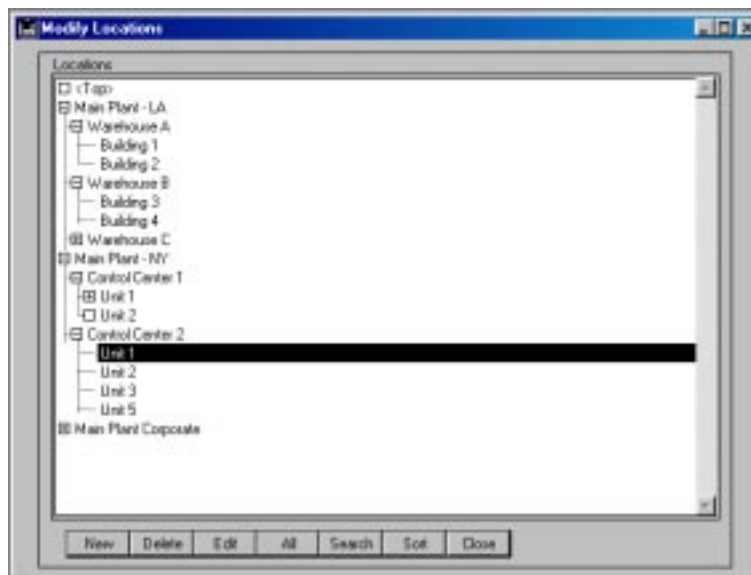 Modify Locations
Locations
<Top>
Main Plant - LA
Warehouse A
Building 1
Building 2
Warehouse B
Building 3
Building 4
Warehouse C
Main Plant - NY
Control Center 1
Unit 1
Unit 2
Control Center 2
Unit 1
Unit 2
Unit 3
Unit 5
Main Plant Corporate
New Delete Edit All Search Sort Close